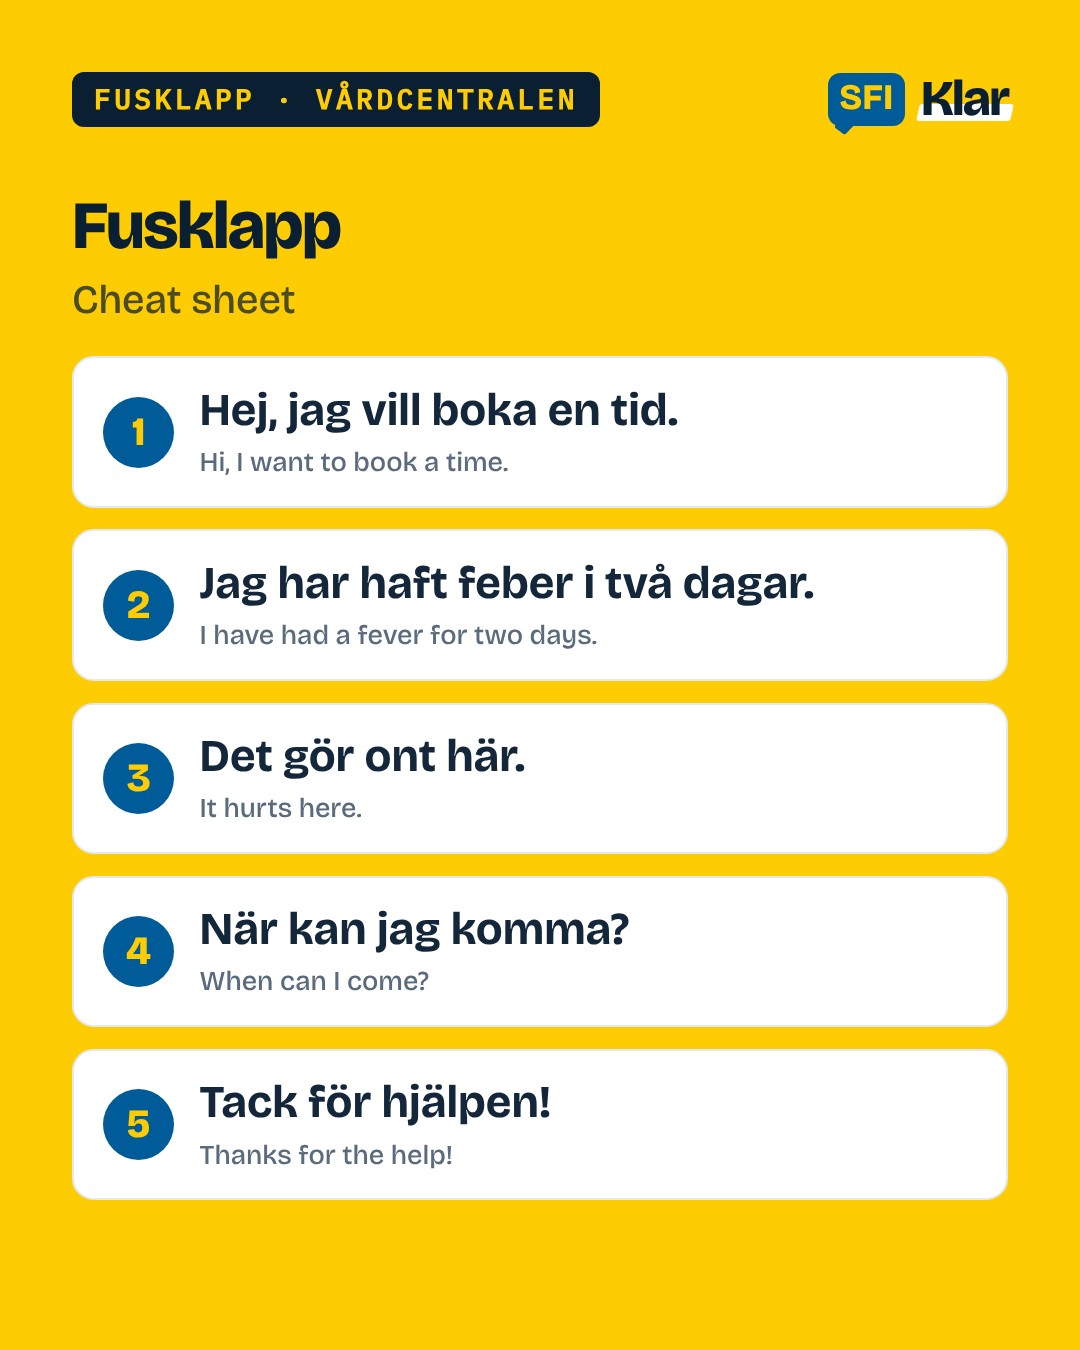 FUSKLAPP · VÅRDCENTRALEN
SFI Klar
Fusklapp
Cheat sheet
1
Hej, jag vill boka en tid.
Hi, I want to book a time.
2
Jag har haft feber i två dagar.
I have had a fever for two days.
3
Det gör ont här.
It hurts here.
4
När kan jag komma?
When can I come?
5
Tack för hjälpen!
Thanks for the help!